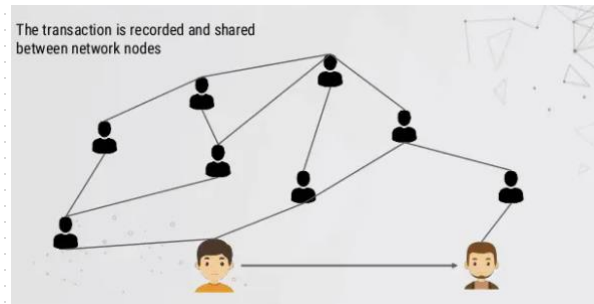 The transaction is recorded and shared
between network nodes